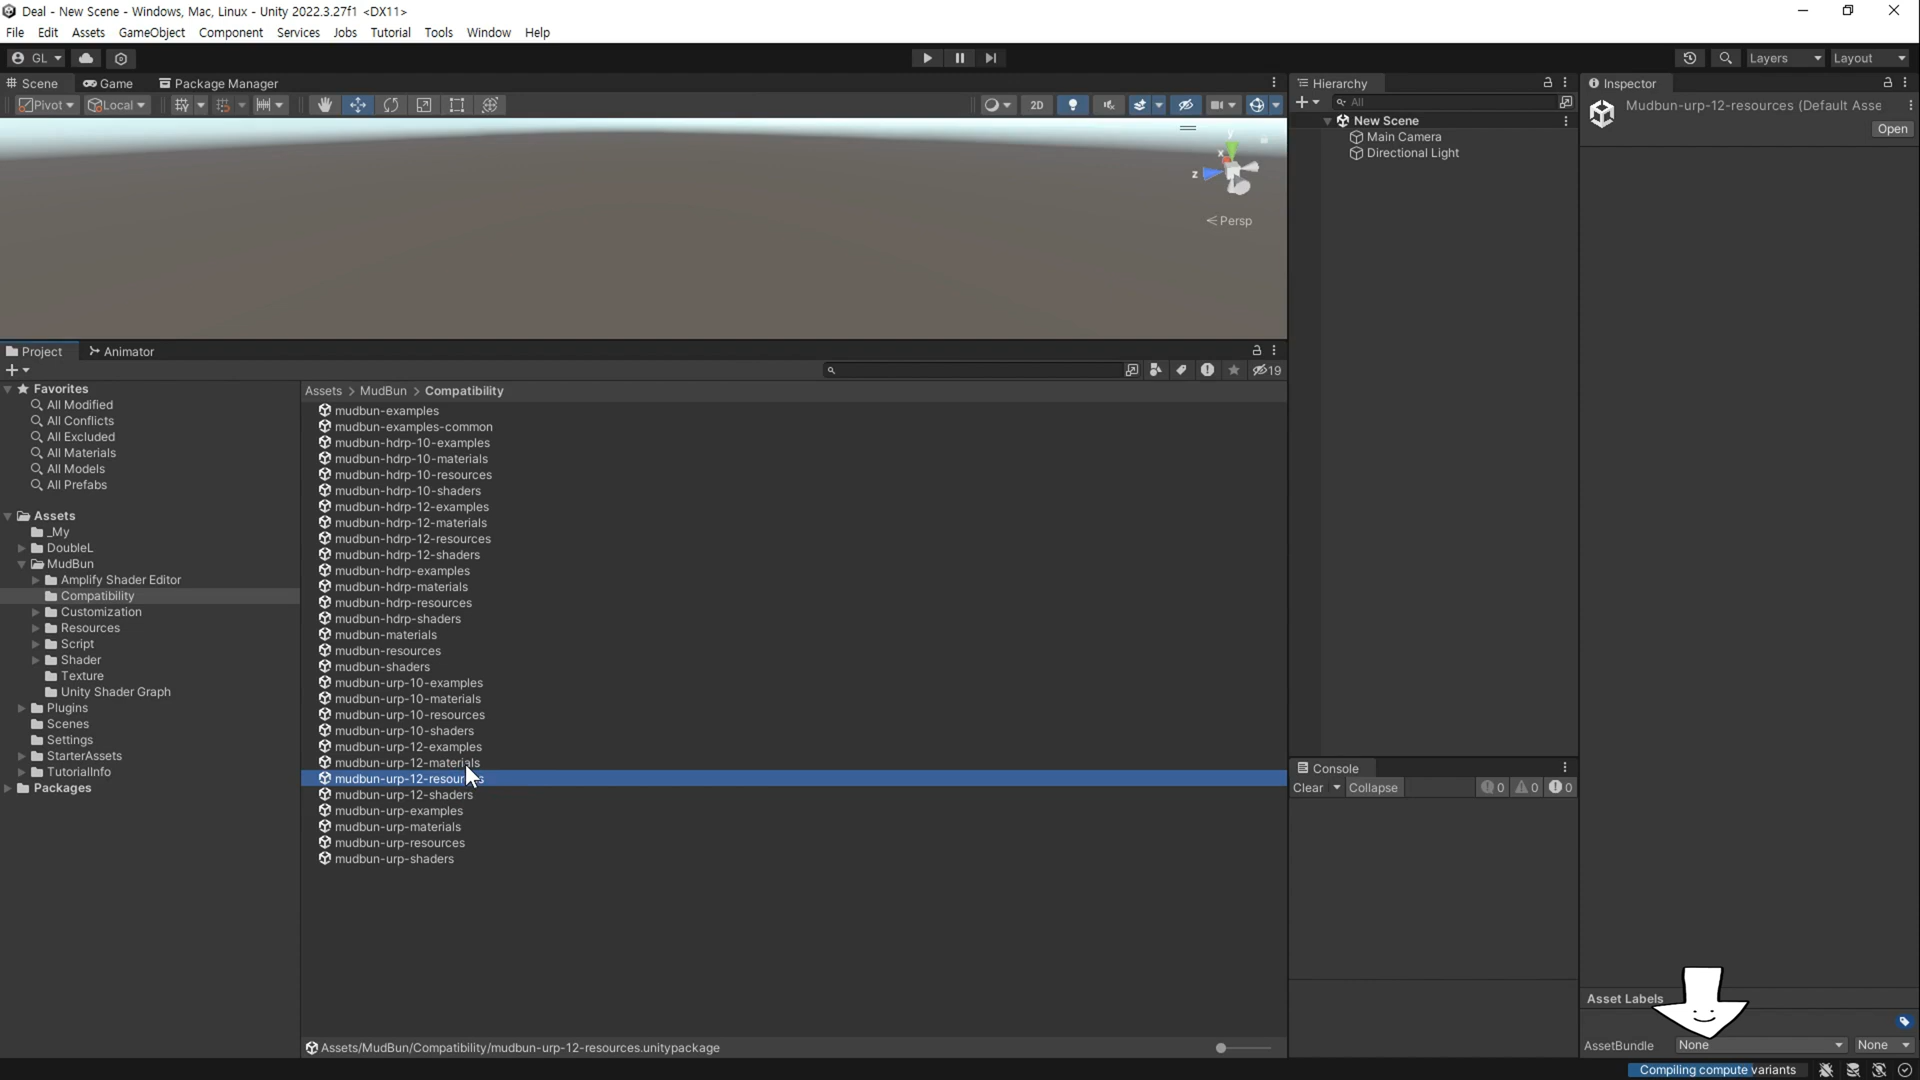 Deal - New Scene - Windows, Mac, Linux - Unity 2022.3.27f1 <DX11>
File Edit Assets GameObject Component Services Jobs Tutorial Tools Window Help
GL Layers Layout
Scene Game Package Manager
Pivot Local 2D
y
x
z
Persp
Hierarchy
All
New Scene
Main Camera
Directional Light
Inspector
Mudbun-urp-12-resources (Default Asse
Open
Project Animator
19
Favorites
All Modified
All Conflicts
All Excluded
All Materials
All Models
All Prefabs
Assets
_My
DoubleL
MudBun
Amplify Shader Editor
Compatibility
Customization
Resources
Script
Shader
Texture
Unity Shader Graph
Plugins
Scenes
Settings
StarterAssets
TutorialInfo
Packages
Assets > MudBun > Compatibility
mudbun-examples
mudbun-examples-common
mudbun-hdrp-10-examples
mudbun-hdrp-10-materials
mudbun-hdrp-10-resources
mudbun-hdrp-10-shaders
mudbun-hdrp-12-examples
mudbun-hdrp-12-materials
mudbun-hdrp-12-resources
mudbun-hdrp-12-shaders
mudbun-hdrp-examples
mudbun-hdrp-materials
mudbun-hdrp-resources
mudbun-hdrp-shaders
mudbun-materials
mudbun-resources
mudbun-shaders
mudbun-urp-10-examples
mudbun-urp-10-materials
mudbun-urp-10-resources
mudbun-urp-10-shaders
mudbun-urp-12-examples
mudbun-urp-12-materials
mudbun-urp-12-resources
mudbun-urp-12-shaders
mudbun-urp-examples
mudbun-urp-materials
mudbun-urp-resources
mudbun-urp-shaders
Assets/MudBun/Compatibility/mudbun-urp-12-resources.unitypackage
Console
Clear Collapse 0 0 0
Asset Labels
AssetBundle None None
Compiling compute variants